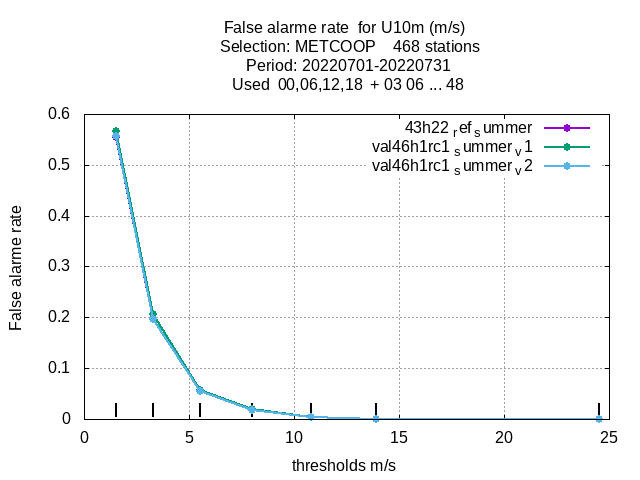 False alarme rate  for U10m (m/s)
Selection: METCOOP    468 stations
Period: 20220701-20220731
Used  00,06,12,18  + 03 06 ... 48
43h22 ref summer
val46h1rc1 summer v1
val46h1rc1 summer v2
0.6
0.5
0.4
0.3
0.2
0.1
0
False alarme rate
0 5 10 15 20 25
thresholds m/s